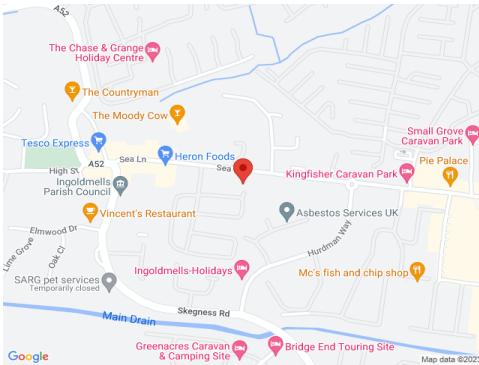 A52
The Chase & Grange
Holiday Centre
The Countryman
The Moody Cow
Small Grove
Caravan Park
Tesco Express
Sea Ln
Heron Foods
A52
High St
Sea
Pie Palace
Kingfisher Caravan Park
Ingoldmells
Parish Council
Vincent's Restaurant
Asbestos Services UK
Elmwood Dr
Lime Grove
Oak Cl
Hurdman Way
Ingoldmells-Holidays
Mc's fish and chip shop
SARG pet services
Temporarily closed
Skegness Rd
Main Drain
Greenacres Caravan
& Camping Site
Bridge End Touring Site
Google
Map data ©2023